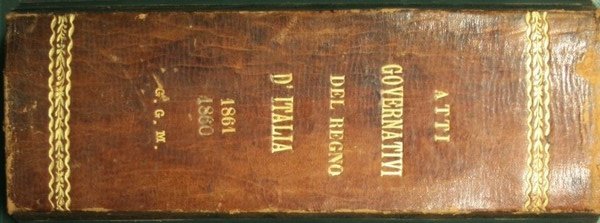 ATTI
GOVERNATIVI
DEL REGNO
D'ITALIA
1861
1860
G. G. M.